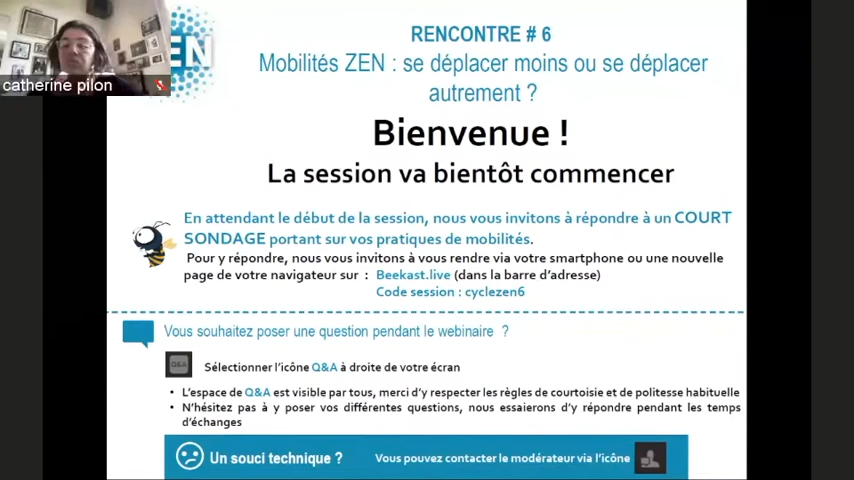 RENCONTRE # 6
Mobilités ZEN : se déplacer moins ou se déplacer
autrement ?
EN
catherine pilon
Bienvenue !
La session va bientôt commencer
En attendant le début de la session, nous vous invitons à répondre à un COURT
SONDAGE portant sur vos pratiques de mobilités.
Pour y répondre, nous vous invitons à vous rendre via votre smartphone ou une nouvelle
page de votre navigateur sur : Beekast.live (dans la barre d'adresse)
Code session : cyclezen6
Vous souhaitez poser une question pendant le webinaire ?
Q&A
Sélectionner l'icône Q&A à droite de votre écran
• L'espace de Q&A est visible par tous, merci d'y respecter les règles de courtoisie et de politesse habituelle
• N'hésitez pas à y poser vos différentes questions, nous essaierons d'y répondre pendant les temps
d'échanges
Un souci technique ? Vous pouvez contacter le modérateur via l'icône